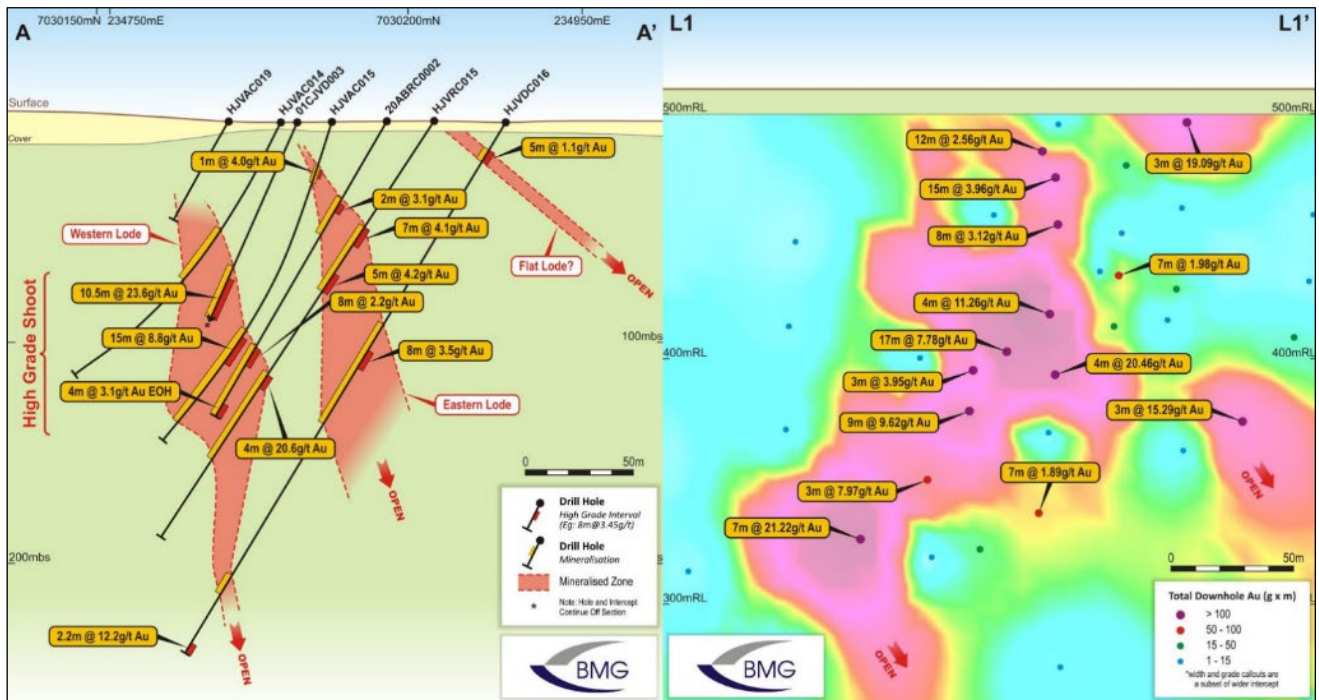 7030150mN
234750mE
7030200mN
234950mE
A
A'
HJVAC019
HJVAC014
01CJVD003
HJVAC015
20ABRC0002
HJVRC015
HJVDC016
Surface
Cover
1m @ 4.0g/t Au
5m @ 1.1g/t Au
2m @ 3.1g/t Au
7m @ 4.1g/t Au
Western Lode
Flat Lode?
OPEN
5m @ 4.2g/t Au
10.5m @ 23.6g/t Au
8m @ 2.2g/t Au
High Grade Shoot
15m @ 8.8g/t Au
100mbs
8m @ 3.5g/t Au
4m @ 3.1g/t Au EOH
Eastern Lode
4m @ 20.6g/t Au
OPEN
0
50m
Drill Hole
High Grade Interval
(Eg: 8m@3.45g/t)
Drill Hole
Mineralisation
Mineralised Zone
* Note: Hole and Intercept
Continue Off Section
200mbs
2.2m @ 12.2g/t Au
OPEN
BMG
L1
L1’
500mRL
500mRL
12m @ 2.56g/t Au
3m @ 19.09g/t Au
15m @ 3.96g/t Au
8m @ 3.12g/t Au
7m @ 1.98g/t Au
4m @ 11.26g/t Au
17m @ 7.78g/t Au
400mRL
400mRL
3m @ 3.95g/t Au
4m @ 20.46g/t Au
9m @ 9.62g/t Au
3m @ 15.29g/t Au
7m @ 1.89g/t Au
3m @ 7.97g/t Au
OPEN
7m @ 21.22g/t Au
0
50m
300mRL
300mRL
Total Downhole Au (g x m)
> 100
50 - 100
15 - 50
1 - 15
*width and grade callouts are
a subset of wider intercept
OPEN
BMG